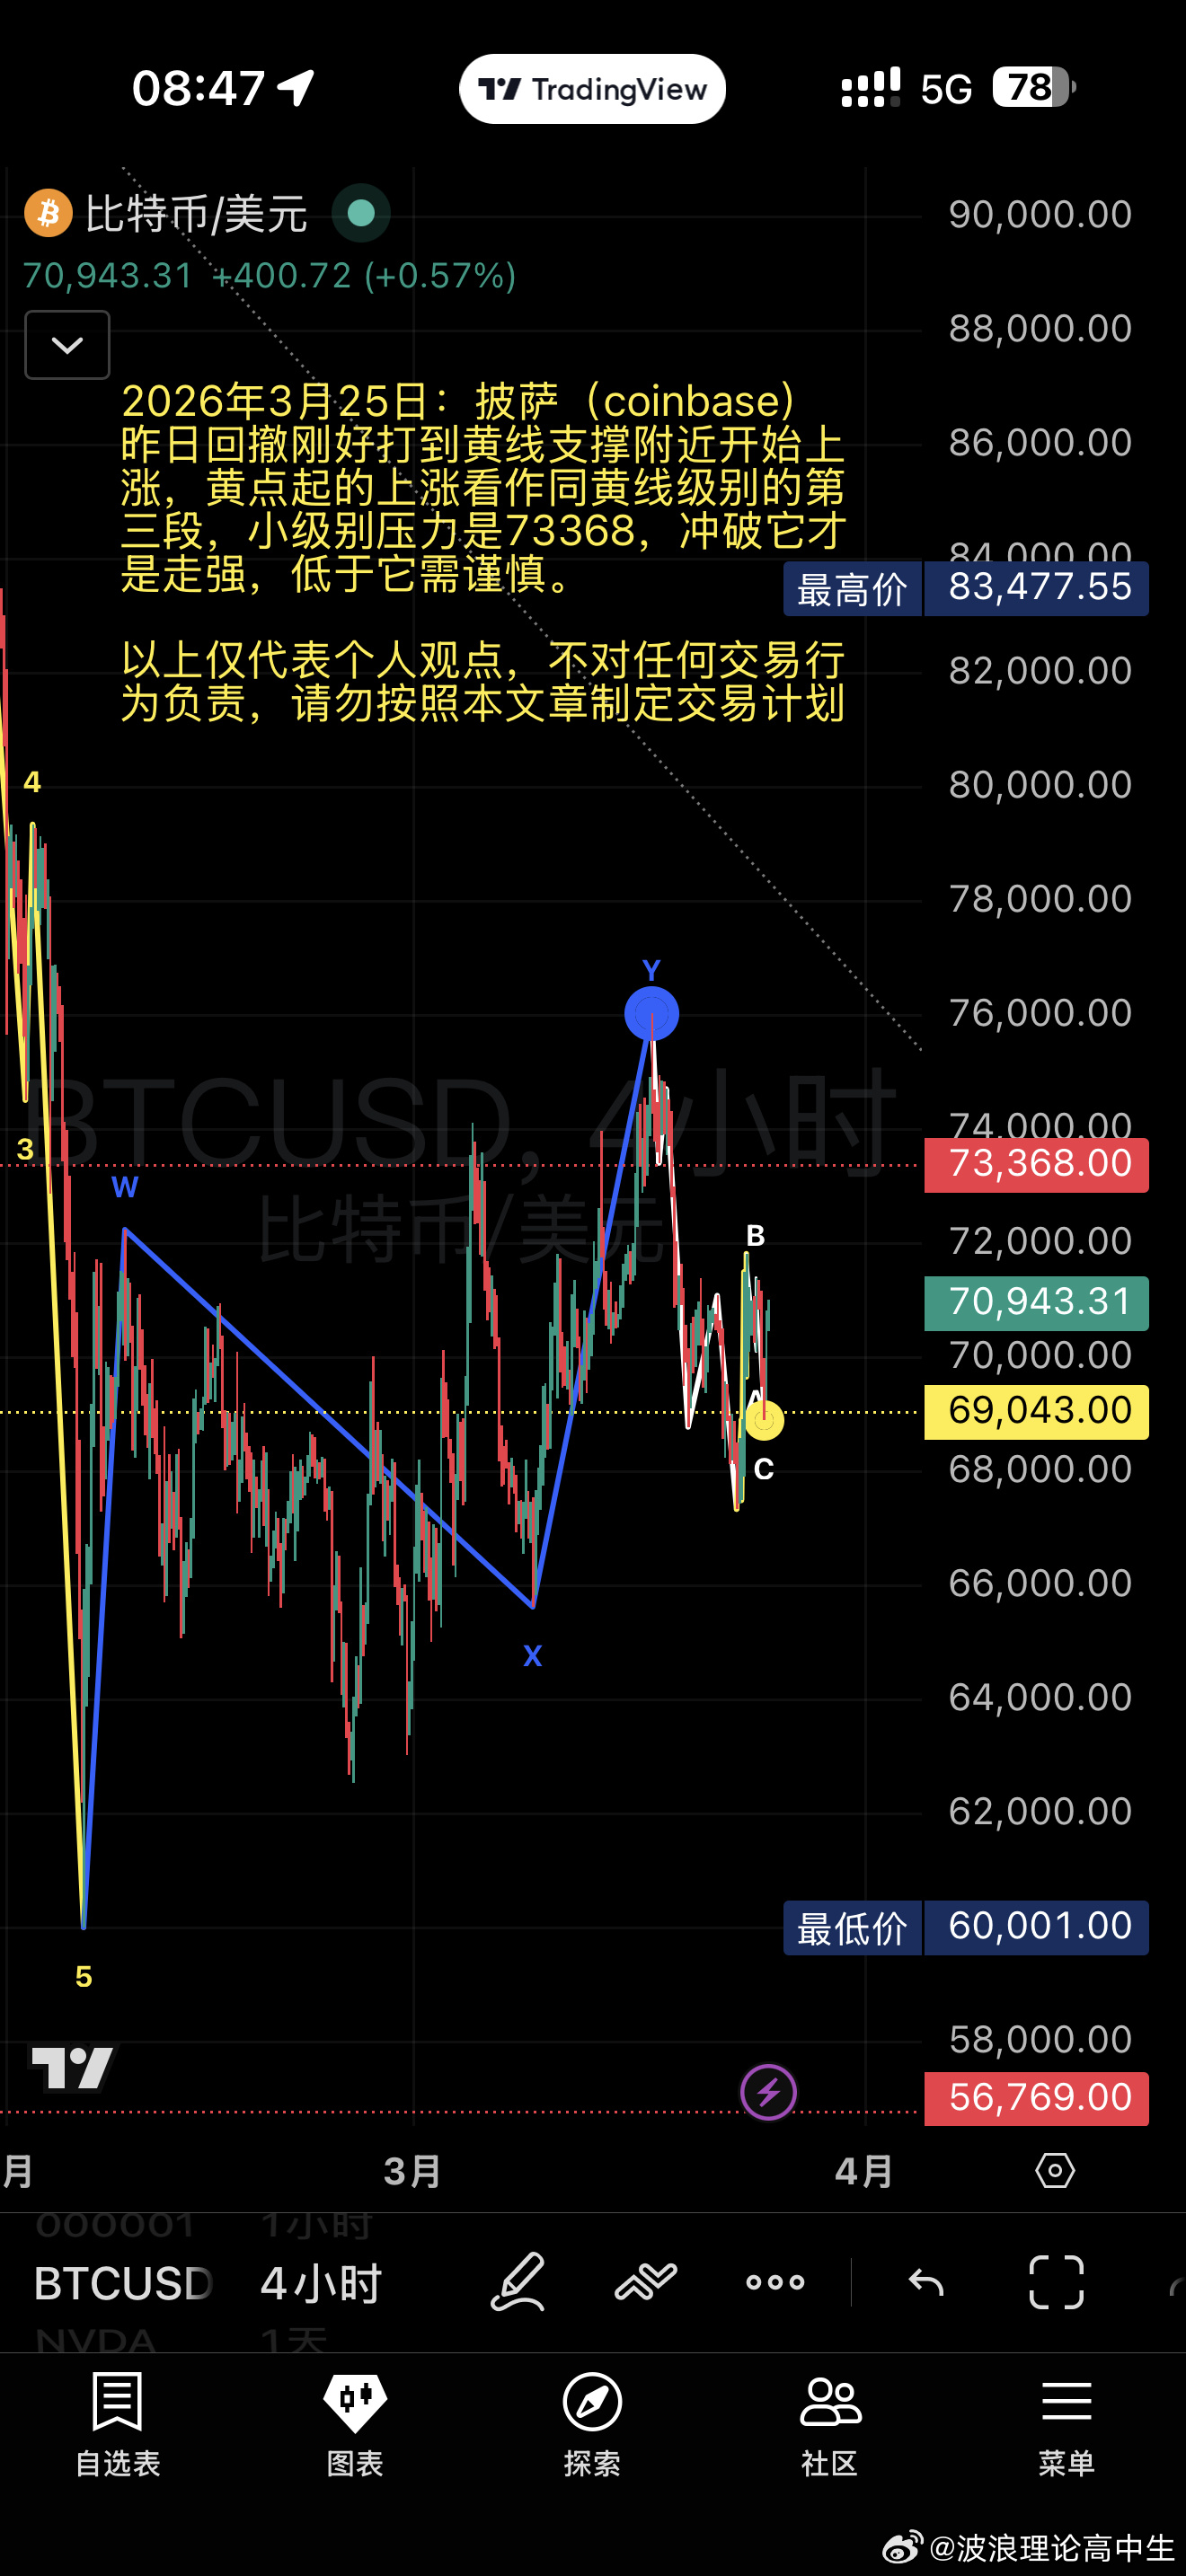 08:47
TradingView
5G
78
比特币/美元
70,943.31 +400.72 (+0.57%)
2026年3月25日：披萨（coinbase）
昨日回撤刚好打到黄线支撑附近开始上
涨，黄点起的上涨看作同黄线级别的第
三段，小级别压力是73368，冲破它才
是走强，低于它需谨慎。
以上仅代表个人观点，不对任何交易行
为负责，请勿按照本文章制定交易计划
90,000.00
88,000.00
86,000.00
84,000.00
最高价 83,477.55
82,000.00
80,000.00
4
78,000.00
Y
76,000.00
BTCUSD, 4小时
比特币/美元
74,000.00
3
73,368.00
W
B
72,000.00
70,943.31
70,000.00
A
69,043.00
C
68,000.00
66,000.00
X
64,000.00
62,000.00
最低价 60,001.00
5
58,000.00
56,769.00
月
3月
4月
000001 1小时
BTCUSD 4小时
NVDA 1天
自选表
图表
探索
社区
菜单
@波浪理论高中生